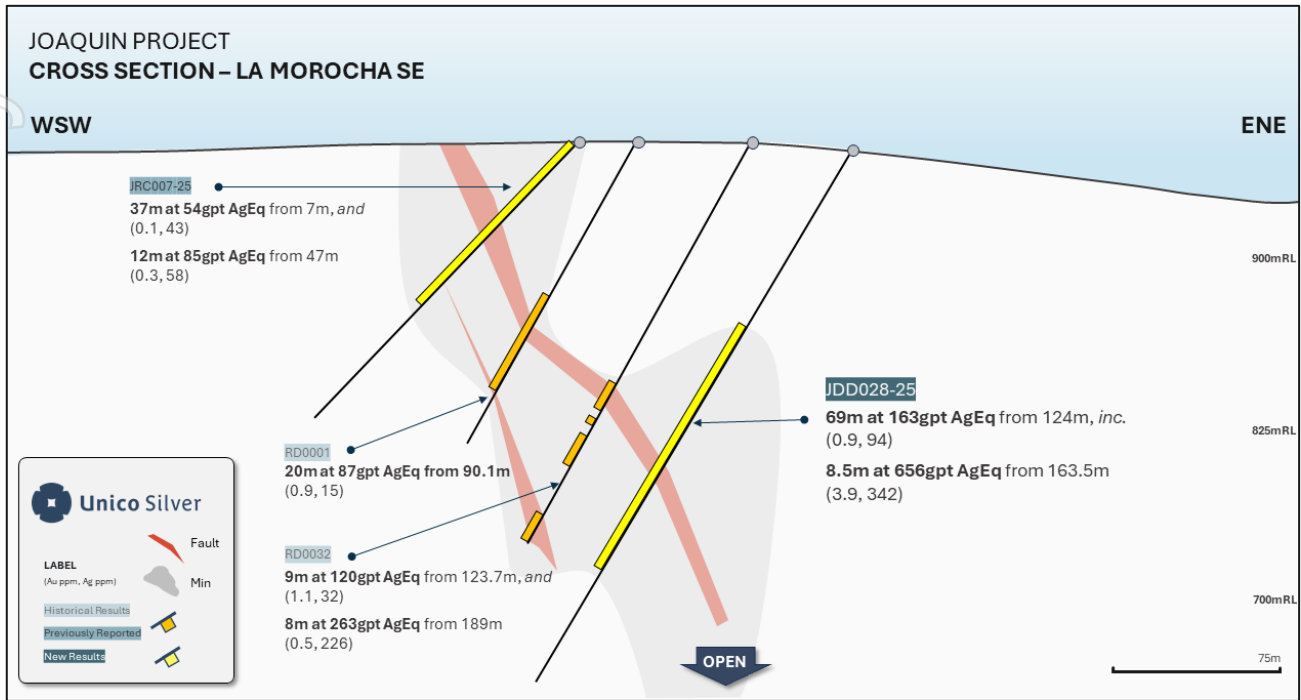 JOAQUIN PROJECT
CROSS SECTION – LA MOROCHA SE
WSW
ENE
JRC007-25
37m at 54gpt AgEq from 7m, and
(0.1, 43)
12m at 85gpt AgEq from 47m
(0.3, 58)
900mRL
JDD028-25
69m at 163gpt AgEq from 124m, inc.
(0.9, 94)
8.5m at 656gpt AgEq from 163.5m
(3.9, 342)
825mRL
RD0001
20m at 87gpt AgEq from 90.1m
(0.9, 15)
RD0032
9m at 120gpt AgEq from 123.7m, and
(1.1, 32)
8m at 263gpt AgEq from 189m
(0.5, 226)
700mRL
OPEN
75m
Unico Silver
Fault
LABEL
(Au ppm, Ag ppm)
Min
Historical Results
Previously Reported
New Results